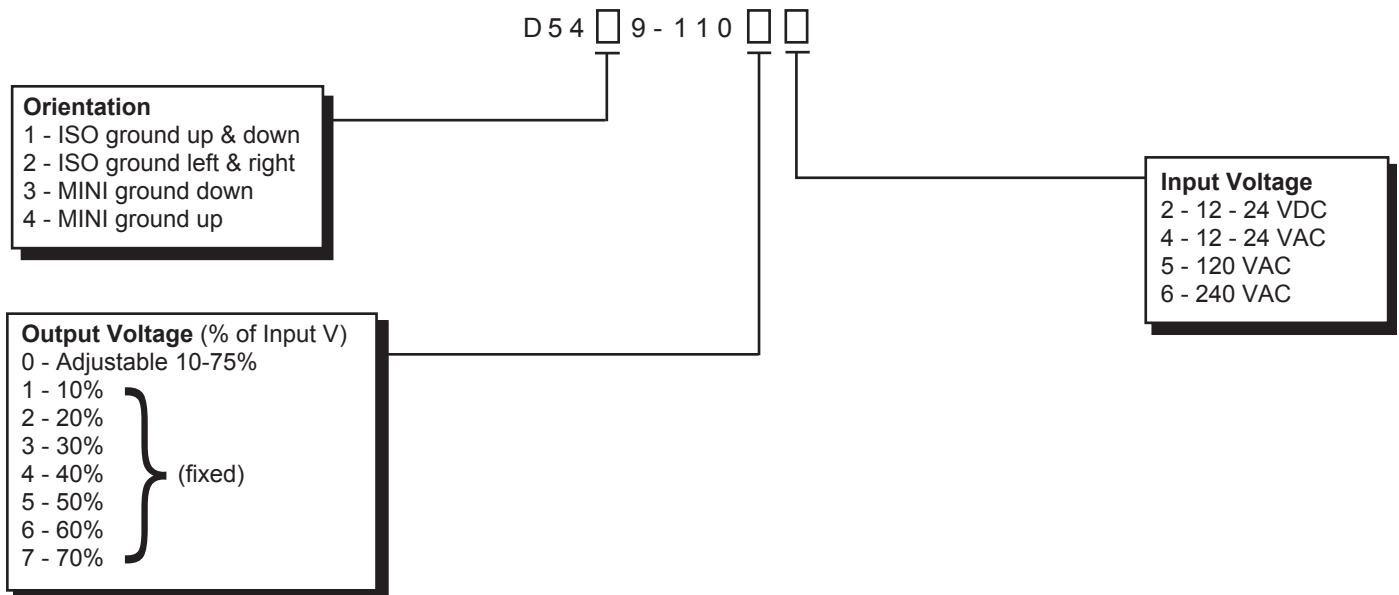 D54□9-110□□
Orientation
1 - ISO ground up & down
2 - ISO ground left & right
3 - MINI ground down
4 - MINI ground up
Input Voltage
2 - 12 - 24 VDC
4 - 12 - 24 VAC
5 - 120 VAC
6 - 240 VAC
Output Voltage (% of Input V)
0 - Adjustable 10-75%
1 - 10%
2 - 20%
3 - 30%
4 - 40% (fixed)
5 - 50%
6 - 60%
7 - 70%